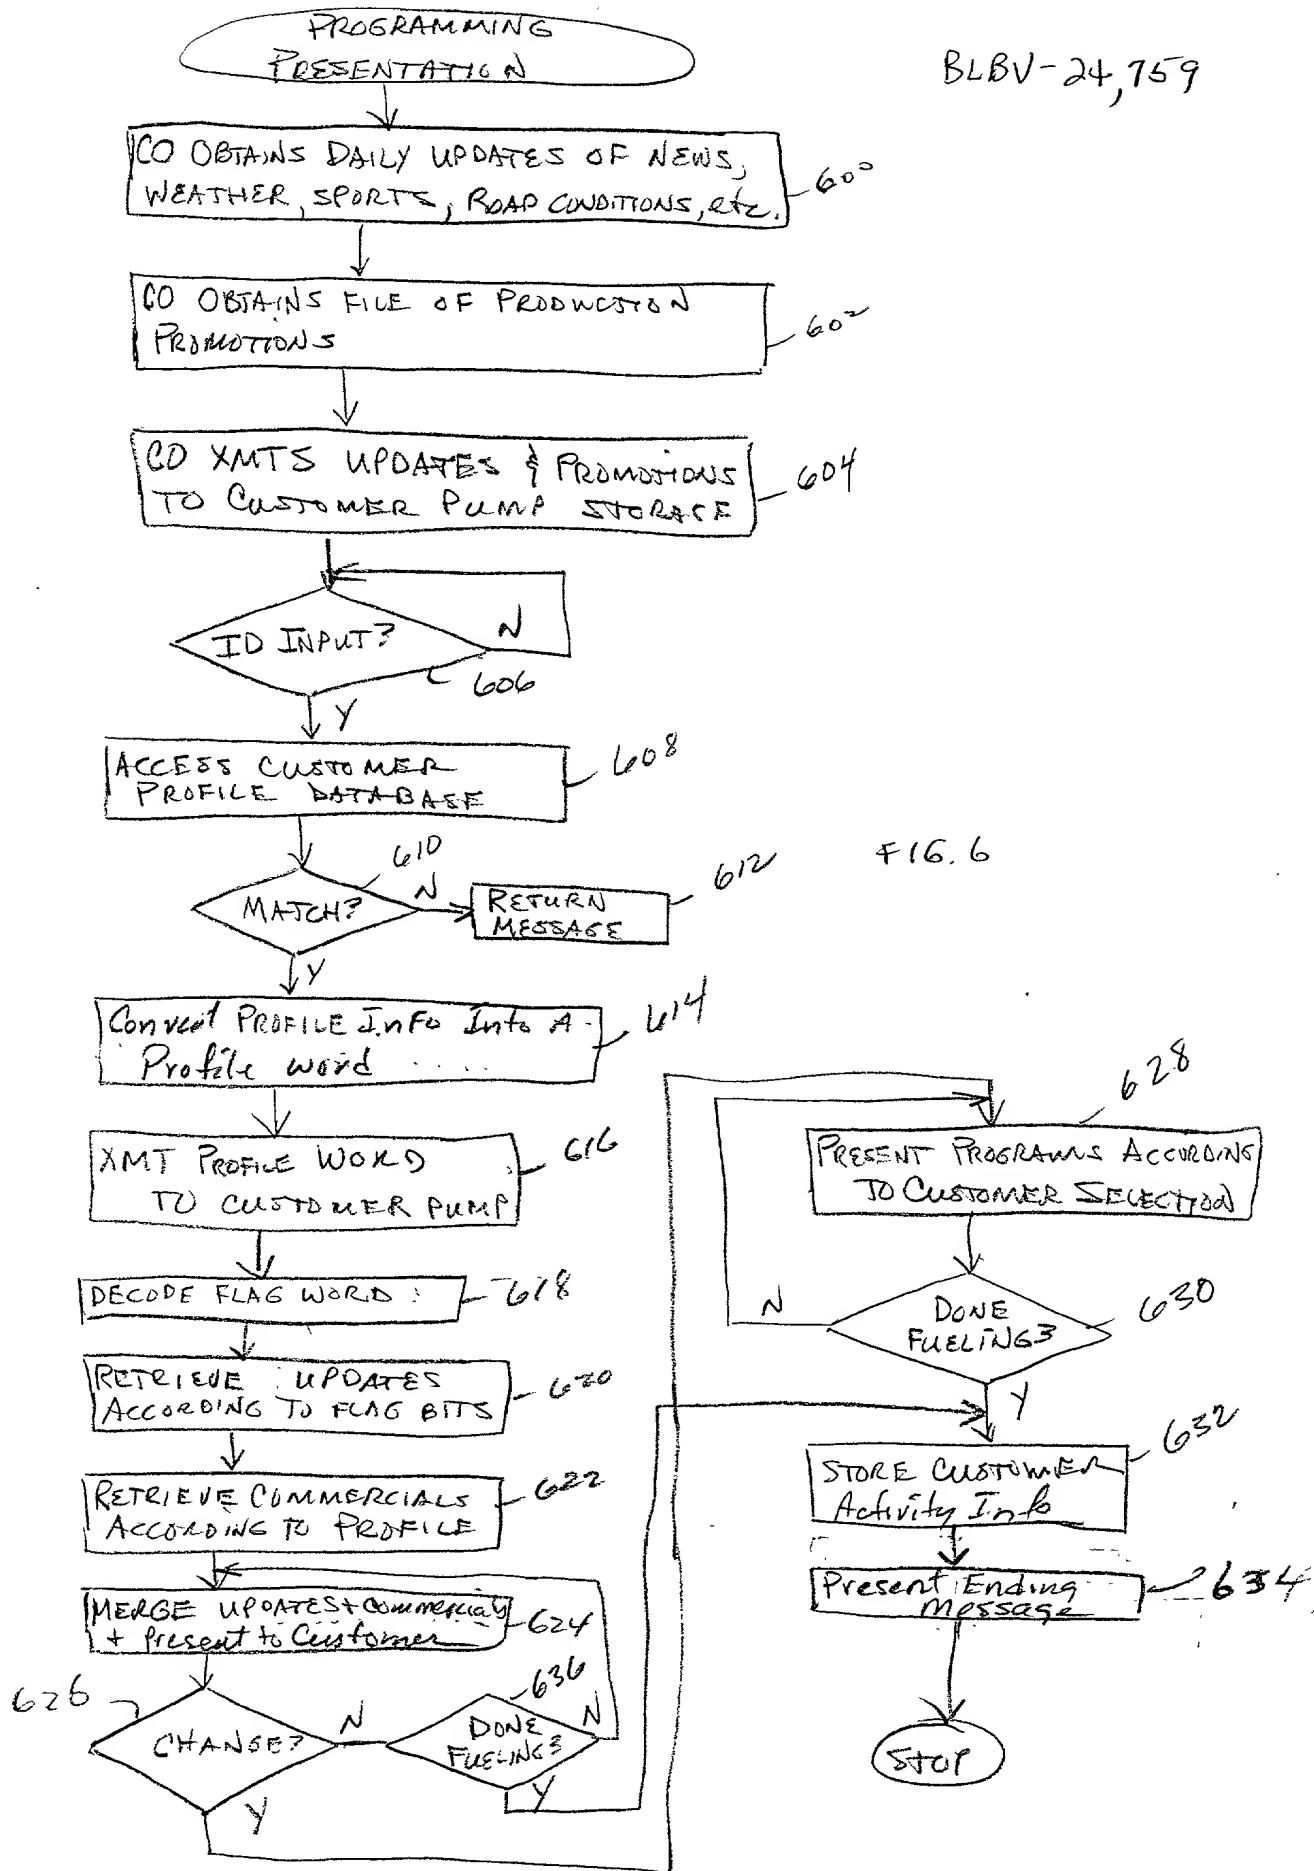 PROGRAMMING
PRESENTATION
BLBV-24,759
CO OBTAINS DAILY UPDATES OF NEWS,
WEATHER, SPORTS, ROAD CONDITIONS, etc.
600
CO OBTAINS FILE OF PRODUCTION
PROMOTIONS
602
CO XMTS UPDATES & PROMOTIONS
TO CUSTOMER PUMP STORAGE
604
ID INPUT?
N
606
Y
ACCESS CUSTOMER
PROFILE DATABASE
608
610
MATCH?
N
RETURN
MESSAGE
612
FIG. 6
Y
Convert PROFILE Info Into A
Profile word
614
XMT PROFILE WORD
TO CUSTOMER PUMP
616
DECODE FLAG WORD
618
RETRIEVE UPDATES
ACCORDING TO FLAG BITS
620
RETRIEVE COMMERCIALS
ACCORDING TO PROFILE
622
MERGE UPDATES + commercials
+ Present to Customer
624
626
CHANGE?
N
Y
636
DONE
FUELING?
N
Y
628
PRESENT PROGRAMS ACCORDING
TO CUSTOMER SELECTION
630
DONE
FUELING?
N
Y
632
STORE CUSTOMER
Activity Info
Present Ending
Message
634
STOP